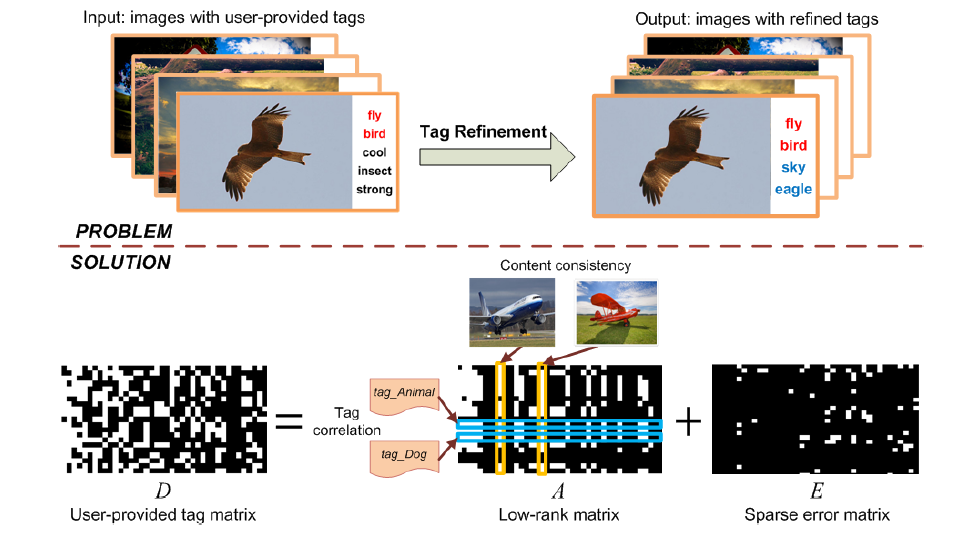 Input: images with user-provided tags
Output: images with refined tags
fly
bird
cool
insect
strong
Tag Refinement
fly
bird
sky
eagle
PROBLEM
SOLUTION
Content consistency
tag_Animal
Tag
correlation
tag_Dog
=
+
D
A
E
User-provided tag matrix
Low-rank matrix
Sparse error matrix